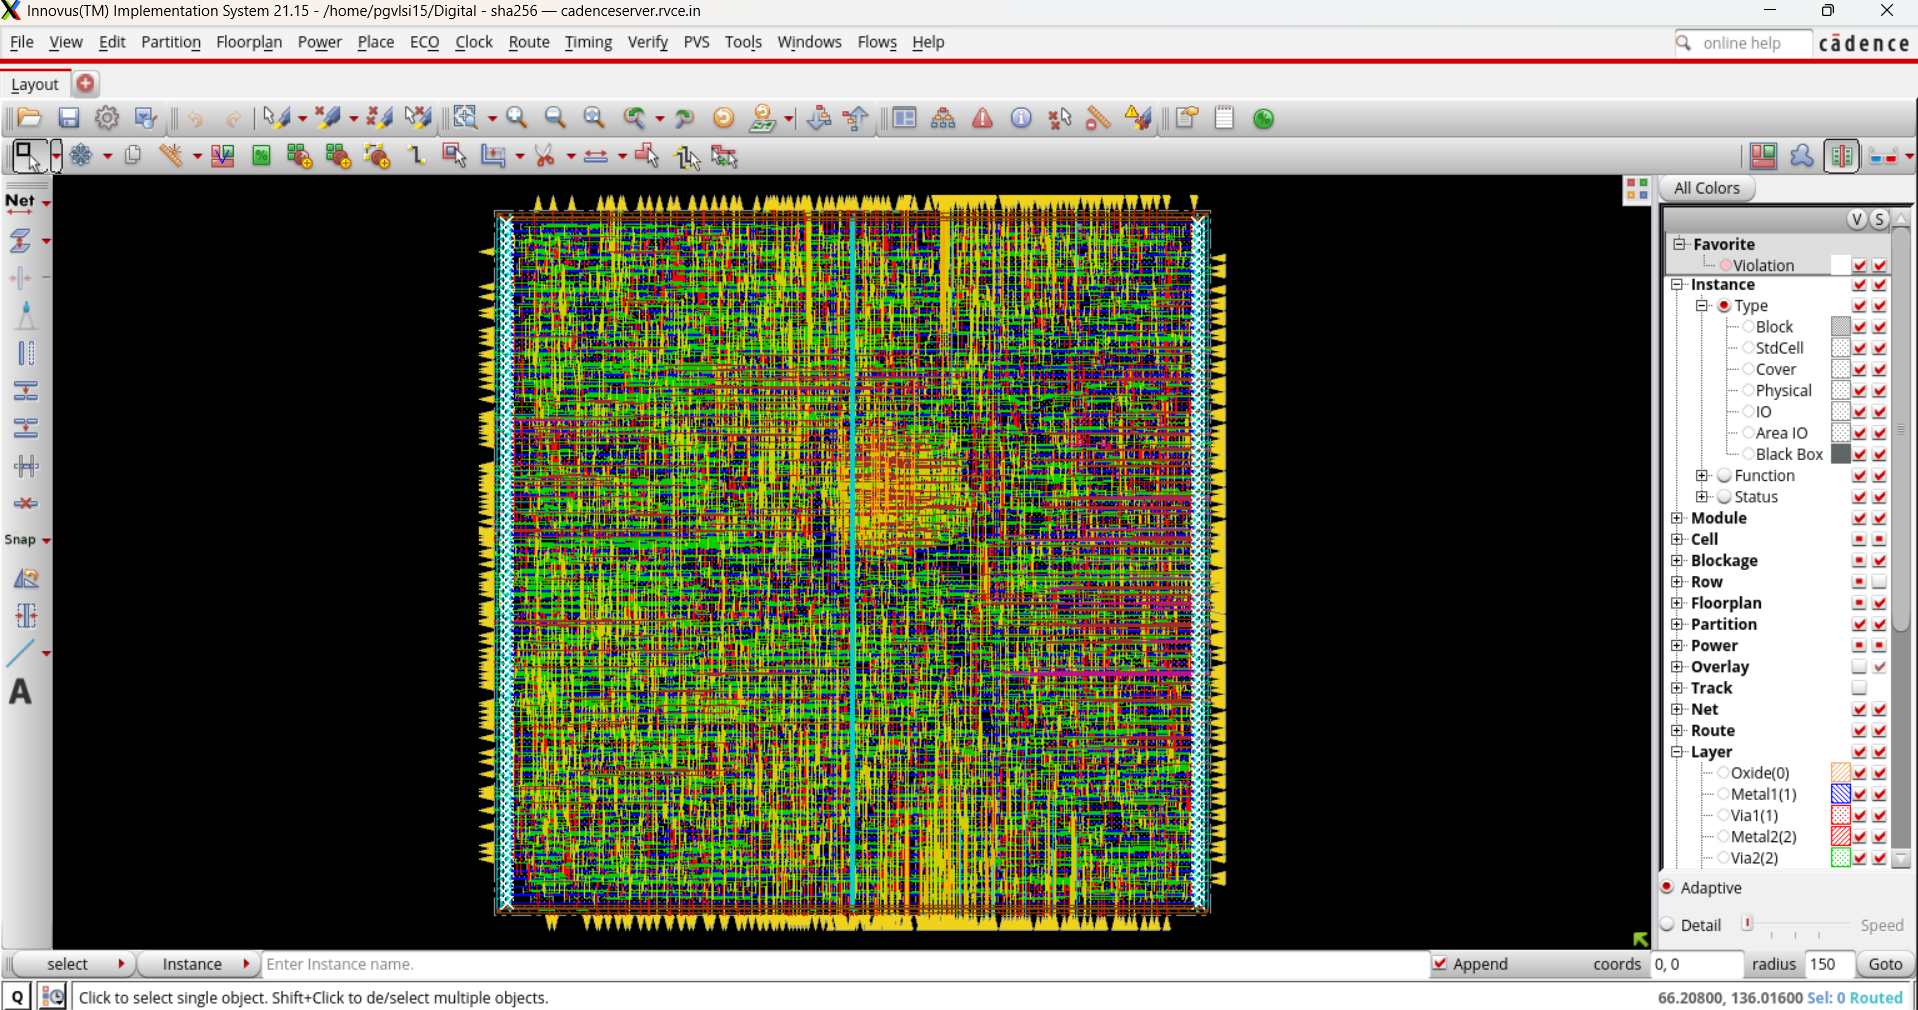 Innovus(TM) Implementation System 21.15 - /home/pgvlsi15/Digital - sha256 — cadenceserver.rvce.in
File View Edit Partition Floorplan Power Place ECO Clock Route Timing Verify PVS Tools Windows Flows Help
online help
cādence
Layout
Net
Snap
A
All Colors
V S
Favorite
Violation
Instance
Type
Block
StdCell
Cover
Physical
IO
Area IO
Black Box
Function
Status
Module
Cell
Blockage
Row
Floorplan
Partition
Power
Overlay
Track
Net
Route
Layer
Oxide(0)
Metal1(1)
Via1(1)
Metal2(2)
Via2(2)
Adaptive
Detail Speed
select Instance Enter Instance name. Append coords 0, 0 radius 150 Goto
Q Click to select single object. Shift+Click to de/select multiple objects. 66.20800, 136.01600 Sel: 0 Routed